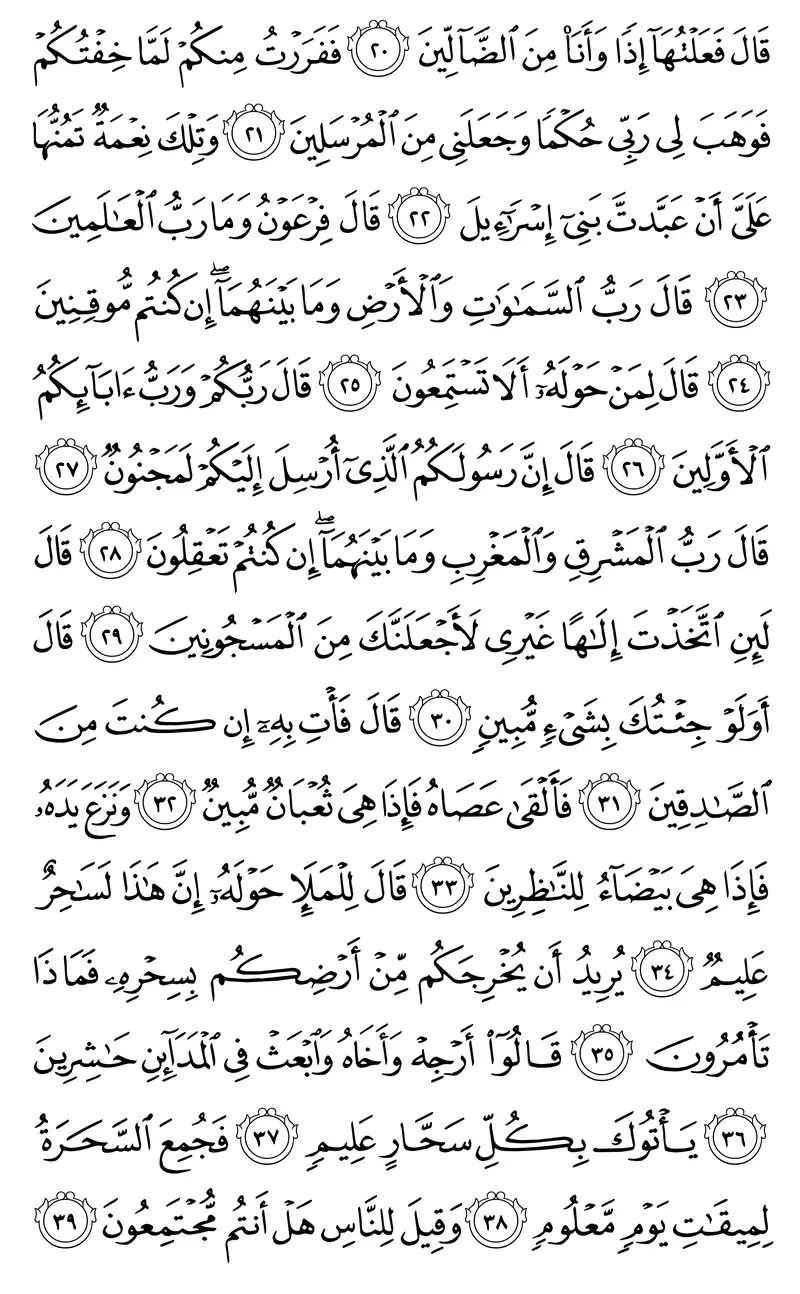 قَالَ فَعَلْتُهَآ إِذًا وَأَنَا۠ مِنَ ٱلضَّآلِّينَ ٢٠ فَفَرَرْتُ مِنكُمْ لَمَّا خِفْتُكُمْ
فَوَهَبَ لِى رَبِّى حُكْمًا وَجَعَلَنِى مِنَ ٱلْمُرْسَلِينَ ٢١ وَتِلْكَ نِعْمَةٌ تَمُنُّهَا
عَلَىَّ أَنْ عَبَّدتَّ بَنِىٓ إِسْرَٰٓءِيلَ ٢٢ قَالَ فِرْعَوْنُ وَمَا رَبُّ ٱلْعَٰلَمِينَ
٢٣ قَالَ رَبُّ ٱلسَّمَٰوَٰتِ وَٱلْأَرْضِ وَمَا بَيْنَهُمَآ ۖ إِن كُنتُم مُّوقِنِينَ
٢٤ قَالَ لِمَنْ حَوْلَهُۥٓ أَلَا تَسْتَمِعُونَ ٢٥ قَالَ رَبُّكُمْ وَرَبُّ ءَابَآئِكُمُ
ٱلْأَوَّلِينَ ٢٦ قَالَ إِنَّ رَسُولَكُمُ ٱلَّذِىٓ أُرْسِلَ إِلَيْكُمْ لَمَجْنُونٌ ٢٧
قَالَ رَبُّ ٱلْمَشْرِقِ وَٱلْمَغْرِبِ وَمَا بَيْنَهُمَآ ۖ إِن كُنتُمْ تَعْقِلُونَ ٢٨ قَالَ
لَئِنِ ٱتَّخَذْتَ إِلَٰهًا غَيْرِى لَأَجْعَلَنَّكَ مِنَ ٱلْمَسْجُونِينَ ٢٩ قَالَ
أَوَلَوْ جِئْتُكَ بِشَىْءٍ مُّبِينٍ ٣٠ قَالَ فَأْتِ بِهِۦٓ إِن كُنتَ مِنَ
ٱلصَّٰدِقِينَ ٣١ فَأَلْقَىٰ عَصَاهُ فَإِذَا هِىَ ثُعْبَانٌ مُّبِينٌ ٣٢ وَنَزَعَ يَدَهُۥ
فَإِذَا هِىَ بَيْضَآءُ لِلنَّٰظِرِينَ ٣٣ قَالَ لِلْمَلَإِ حَوْلَهُۥٓ إِنَّ هَٰذَا لَسَٰحِرٌ
عَلِيمٌ ٣٤ يُرِيدُ أَن يُخْرِجَكُم مِّنْ أَرْضِكُم بِسِحْرِهِۦ فَمَاذَا
تَأْمُرُونَ ٣٥ قَالُوٓا۟ أَرْجِهْ وَأَخَاهُ وَٱبْعَثْ فِى ٱلْمَدَآئِنِ حَٰشِرِينَ
٣٦ يَأْتُوكَ بِكُلِّ سَحَّارٍ عَلِيمٍ ٣٧ فَجُمِعَ ٱلسَّحَرَةُ
لِمِيقَٰتِ يَوْمٍ مَّعْلُومٍ ٣٨ وَقِيلَ لِلنَّاسِ هَلْ أَنتُم مُّجْتَمِعُونَ ٣٩